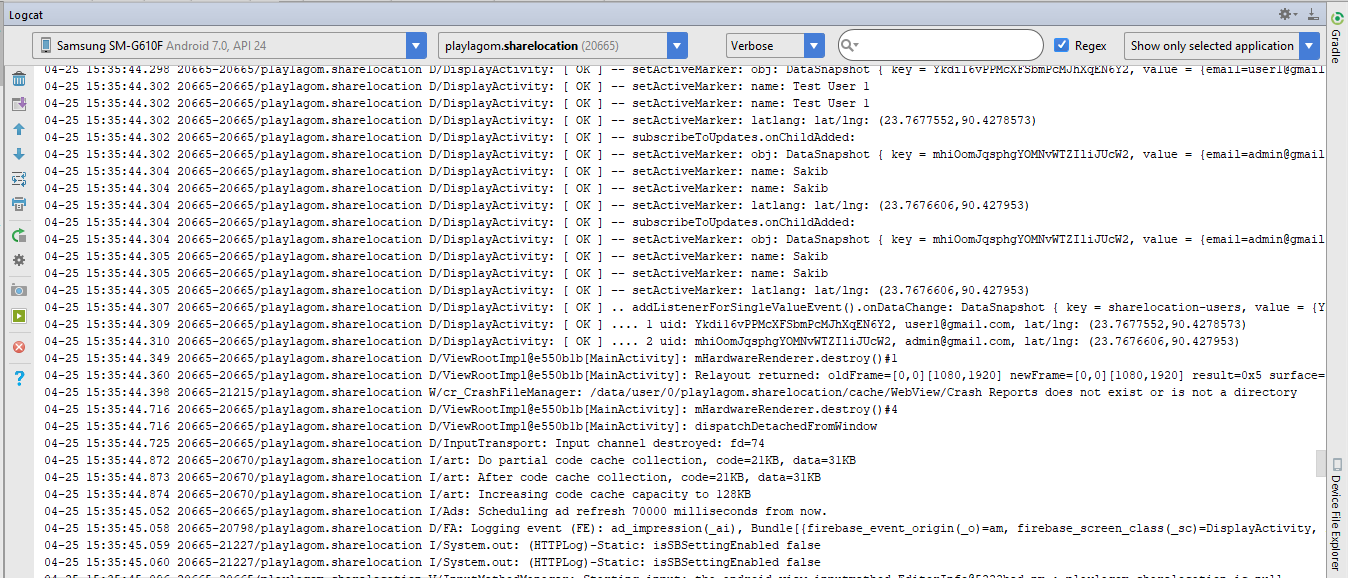 Logcat
Samsung SM-G610F Android 7.0, API 24
playlagom.sharelocation (20665)
Verbose
Regex
Show only selected application
Gradle
04-25 15:35:44.298 20665-20665/playlagom.sharelocation D/DisplayActivity: [ OK ] -- setActiveMarker: obj: DataSnapshot { key = Ykdil6vPPMcXFSbmPcMJhXqEN6Y2, value = {email=user1@gmail
04-25 15:35:44.302 20665-20665/playlagom.sharelocation D/DisplayActivity: [ OK ] -- setActiveMarker: name: Test User 1
04-25 15:35:44.302 20665-20665/playlagom.sharelocation D/DisplayActivity: [ OK ] -- setActiveMarker: name: Test User 1
04-25 15:35:44.302 20665-20665/playlagom.sharelocation D/DisplayActivity: [ OK ] -- setActiveMarker: latlang: lat/lng: (23.7677552,90.4278573)
04-25 15:35:44.302 20665-20665/playlagom.sharelocation D/DisplayActivity: [ OK ] -- subscribeToUpdates.onChildAdded:
04-25 15:35:44.302 20665-20665/playlagom.sharelocation D/DisplayActivity: [ OK ] -- setActiveMarker: obj: DataSnapshot { key = mhiOomJqsphgYOMNvWTZIliJUcW2, value = {email=admin@gmail
04-25 15:35:44.304 20665-20665/playlagom.sharelocation D/DisplayActivity: [ OK ] -- setActiveMarker: name: Sakib
04-25 15:35:44.304 20665-20665/playlagom.sharelocation D/DisplayActivity: [ OK ] -- setActiveMarker: name: Sakib
04-25 15:35:44.304 20665-20665/playlagom.sharelocation D/DisplayActivity: [ OK ] -- setActiveMarker: latlang: lat/lng: (23.7676606,90.427953)
04-25 15:35:44.304 20665-20665/playlagom.sharelocation D/DisplayActivity: [ OK ] -- subscribeToUpdates.onChildAdded:
04-25 15:35:44.304 20665-20665/playlagom.sharelocation D/DisplayActivity: [ OK ] -- setActiveMarker: obj: DataSnapshot { key = mhiOomJqsphgYOMNvWTZIliJUcW2, value = {email=admin@gmail
04-25 15:35:44.305 20665-20665/playlagom.sharelocation D/DisplayActivity: [ OK ] -- setActiveMarker: name: Sakib
04-25 15:35:44.305 20665-20665/playlagom.sharelocation D/DisplayActivity: [ OK ] -- setActiveMarker: name: Sakib
04-25 15:35:44.305 20665-20665/playlagom.sharelocation D/DisplayActivity: [ OK ] -- setActiveMarker: latlang: lat/lng: (23.7676606,90.427953)
04-25 15:35:44.307 20665-20665/playlagom.sharelocation D/DisplayActivity: [ OK ] .. addListenerForSingleValueEvent().onDataChange: DataSnapshot { key = sharelocation-users, value = {Y
04-25 15:35:44.309 20665-20665/playlagom.sharelocation D/DisplayActivity: [ OK ] .... 1 uid: Ykdil6vPPMcXFSbmPcMJhXqEN6Y2, user1@gmail.com, lat/lng: (23.7677552,90.4278573)
04-25 15:35:44.310 20665-20665/playlagom.sharelocation D/DisplayActivity: [ OK ] .... 2 uid: mhiOomJqsphgYOMNvWTZIliJUcW2, admin@gmail.com, lat/lng: (23.7676606,90.427953)
04-25 15:35:44.349 20665-20665/playlagom.sharelocation D/ViewRootImpl@e550b1b[MainActivity]: mHardwareRenderer.destroy()#1
04-25 15:35:44.360 20665-20665/playlagom.sharelocation D/ViewRootImpl@e550b1b[MainActivity]: Relayout returned: oldFrame=[0,0][1080,1920] newFrame=[0,0][1080,1920] result=0x5 surface=
04-25 15:35:44.398 20665-21215/playlagom.sharelocation W/cr_CrashFileManager: /data/user/0/playlagom.sharelocation/cache/WebView/Crash Reports does not exist or is not a directory
04-25 15:35:44.716 20665-20665/playlagom.sharelocation D/ViewRootImpl@e550b1b[MainActivity]: mHardwareRenderer.destroy()#4
04-25 15:35:44.716 20665-20665/playlagom.sharelocation D/ViewRootImpl@e550b1b[MainActivity]: dispatchDetachedFromWindow
04-25 15:35:44.725 20665-20665/playlagom.sharelocation D/InputTransport: Input channel destroyed: fd=74
04-25 15:35:44.872 20665-20670/playlagom.sharelocation I/art: Do partial code cache collection, code=21KB, data=31KB
04-25 15:35:44.873 20665-20670/playlagom.sharelocation I/art: After code cache collection, code=21KB, data=31KB
04-25 15:35:44.874 20665-20670/playlagom.sharelocation I/art: Increasing code cache capacity to 128KB
04-25 15:35:45.052 20665-20665/playlagom.sharelocation I/Ads: Scheduling ad refresh 70000 milliseconds from now.
04-25 15:35:45.058 20665-20798/playlagom.sharelocation D/FA: Logging event (FE): ad_impression(_ai), Bundle[{firebase_event_origin(_o)=am, firebase_screen_class(_sc)=DisplayActivity,
04-25 15:35:45.059 20665-21227/playlagom.sharelocation I/System.out: (HTTPLog)-Static: isSBSettingEnabled false
04-25 15:35:45.060 20665-21227/playlagom.sharelocation I/System.out: (HTTPLog)-Static: isSBSettingEnabled false
Device File Explorer